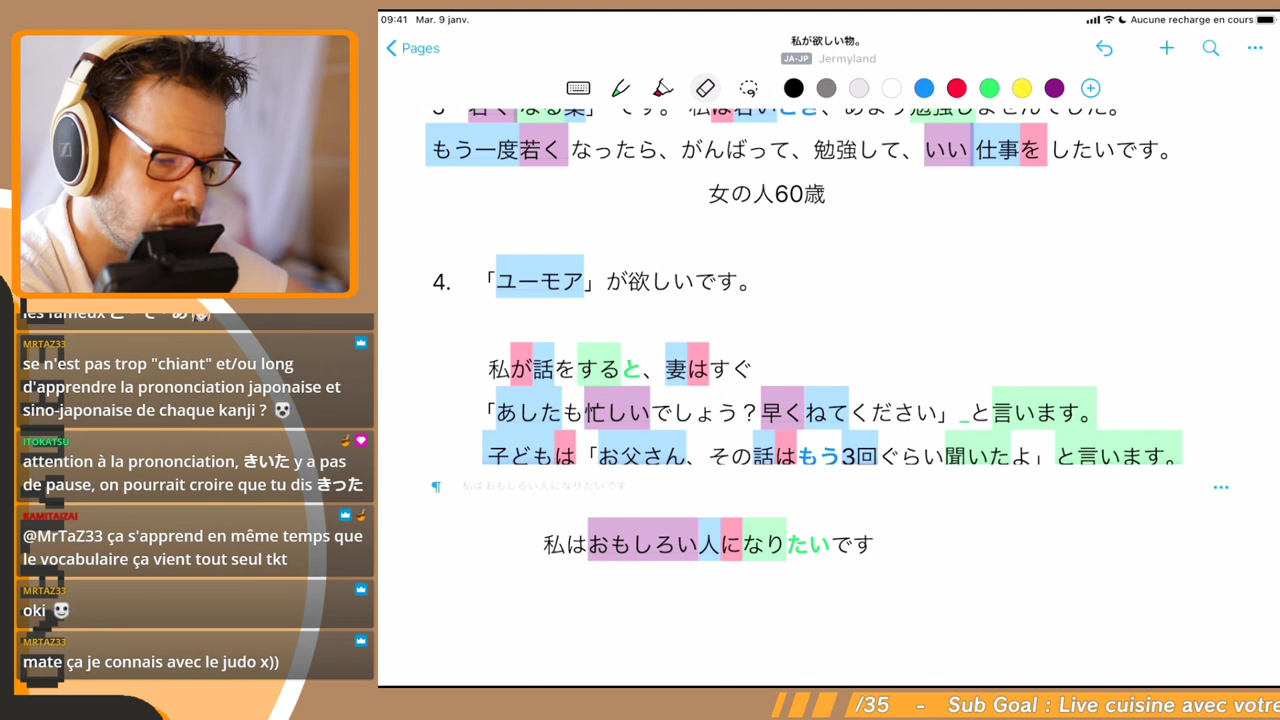 09:41 Mar. 9 janv.
Aucune recharge en cours
Pages
私が欲しい物。
JA-JP Jermyland
もう一度若く なったら、がんばって、勉強して、いい 仕事を したいです。
女の人60歳
4. 「ユーモア」が欲しいです。
私が話をすると、妻はすぐ
「あしたも忙しいでしょう？早くねてください」_と言います。
子どもは「お父さん、その話はもう3回ぐらい聞いたよ」と言います。
私はおもしろい人になりたいです
私はおもしろい人になりたいです
MRTAZ33
se n'est pas trop "chiant" et/ou long
d'apprendre la prononciation japonaise et
sino-japonaise de chaque kanji ?
ITOKATSU
attention à la prononciation, きいた y a pas
de pause, on pourrait croire que tu dis きった
KAMITAIZAI
@MrTaZ33 ça s'apprend en même temps que
le vocabulaire ça vient tout seul tkt
MRTAZ33
oki
MRTAZ33
mate ça je connais avec le judo x))
/35 - Sub Goal : Live cuisine avec votre